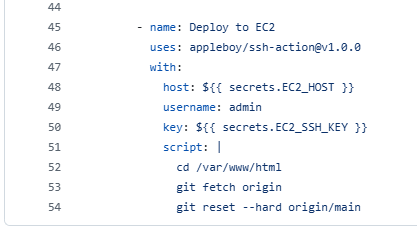 44
45 - name: Deploy to EC2
46 uses: appleboy/ssh-action@v1.0.0
47 with:
48 host: ${{ secrets.EC2_HOST }}
49 username: admin
50 key: ${{ secrets.EC2_SSH_KEY }}
51 script: |
52 cd /var/www/html
53 git fetch origin
54 git reset --hard origin/main